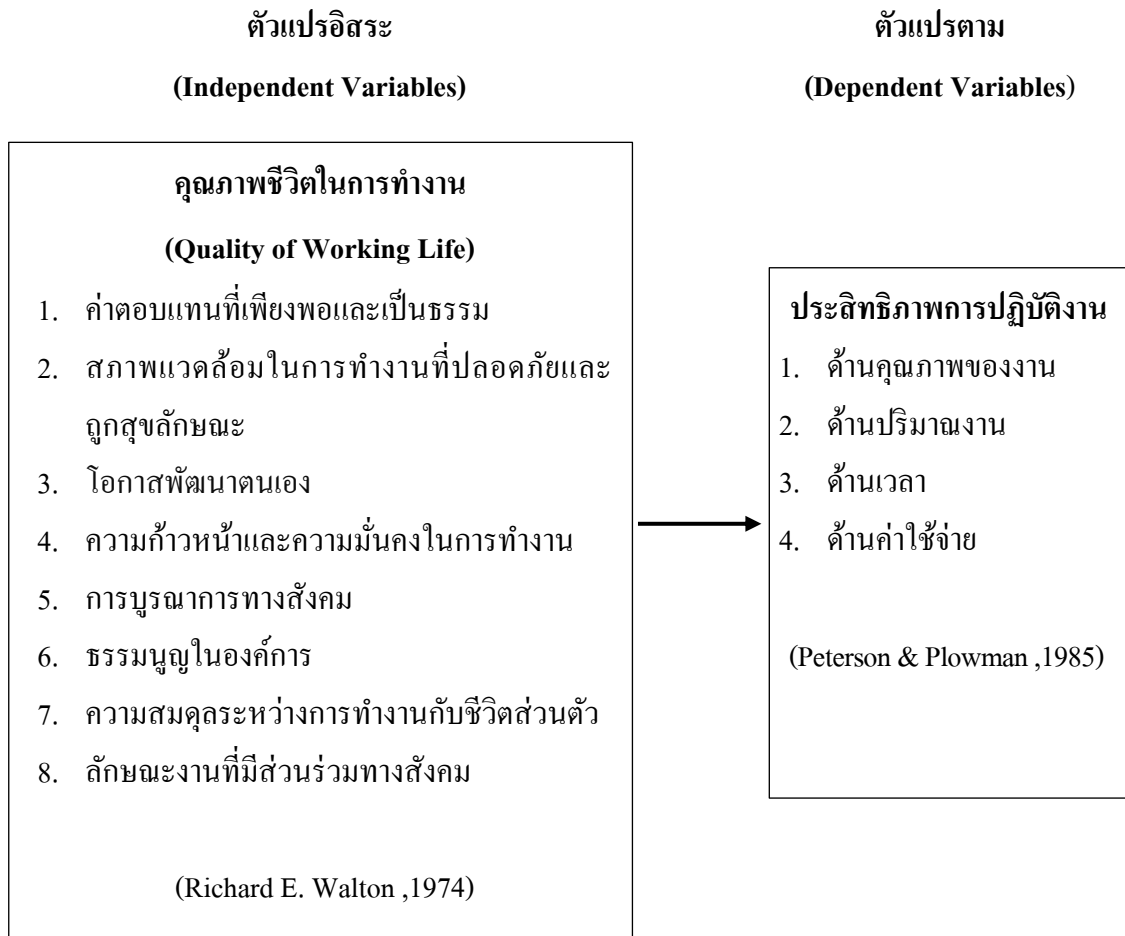 ตัวแปรอิสระ
(Independent Variables)
ตัวแปรตาม
(Dependent Variables)
คุณภาพชีวิตในการทำงาน
(Quality of Working Life)
1. ค่าตอบแทนที่เพียงพอและเป็นธรรม
2. สภาพแวดล้อมในการทำงานที่ปลอดภัยและ
ถูกสุขลักษณะ
3. โอกาสพัฒนาตนเอง
4. ความก้าวหน้าและความมั่นคงในการทำงาน
5. การบูรณาการทางสังคม
6. ธรรมนูญในองค์การ
7. ความสมดุลระหว่างการทำงานกับชีวิตส่วนตัว
8. ลักษณะงานที่มีส่วนร่วมทางสังคม
(Richard E. Walton ,1974)
ประสิทธิภาพการปฏิบัติงาน
1. ด้านคุณภาพของงาน
2. ด้านปริมาณงาน
3. ด้านเวลา
4. ด้านค่าใช้จ่าย
(Peterson & Plowman ,1985)